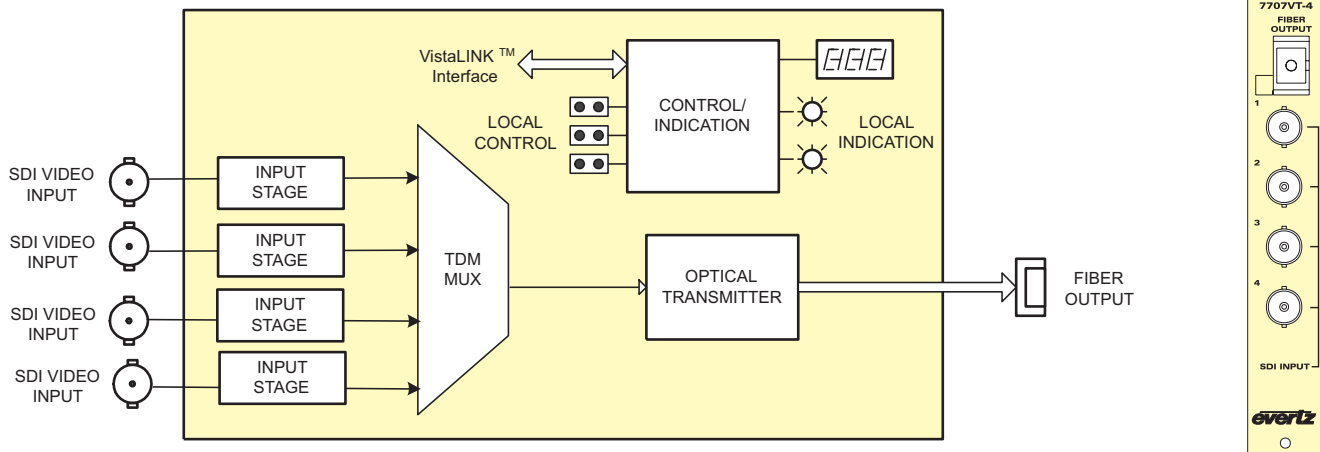 VistaLINK TM
Interface
LOCAL
CONTROL
CONTROL/
INDICATION
LOCAL
INDICATION
SDI VIDEO
INPUT
INPUT
STAGE
SDI VIDEO
INPUT
INPUT
STAGE
SDI VIDEO
INPUT
INPUT
STAGE
SDI VIDEO
INPUT
INPUT
STAGE
TDM
MUX
OPTICAL
TRANSMITTER
FIBER
OUTPUT
7707VT-4
FIBER
OUTPUT
1
2
3
4
SDI INPUT
evertz